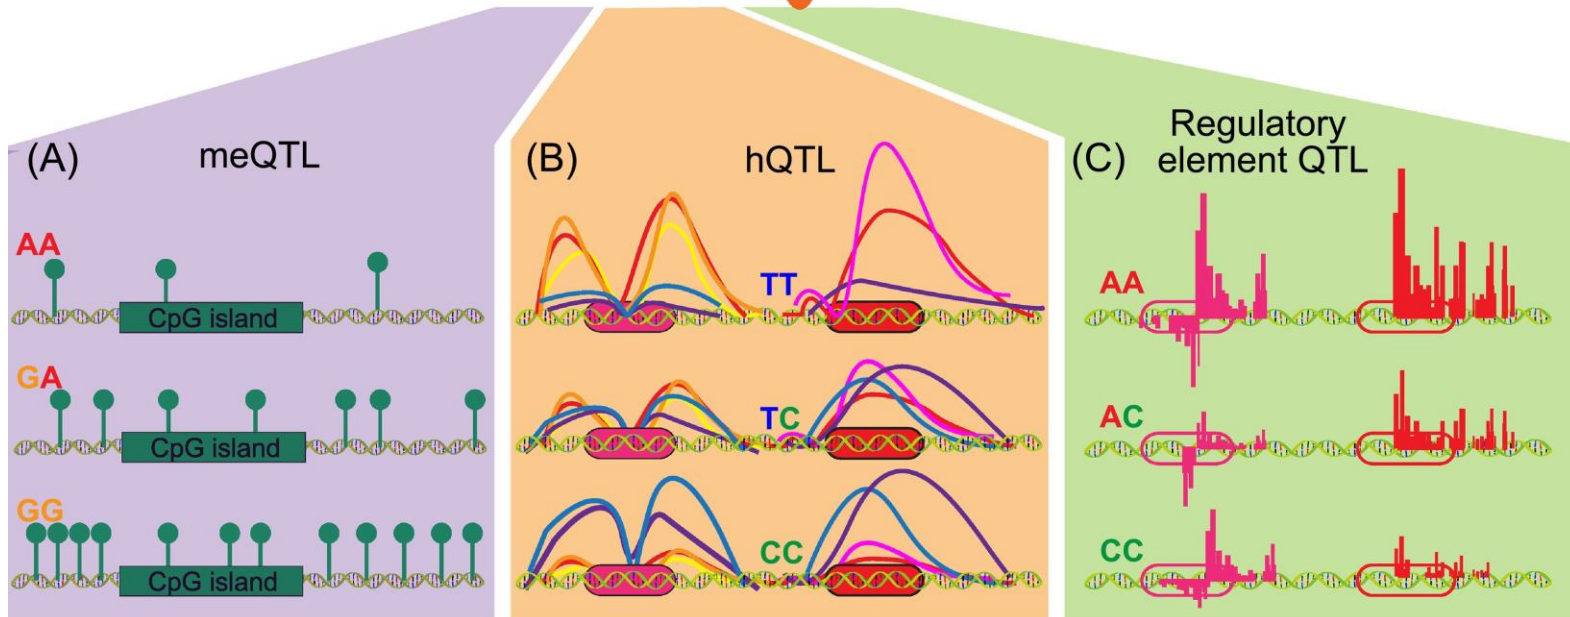 (A)
meQTL
AA
CpG island
GA
CpG island
GG
CpG island
(B)
hQTL
TT
TC
CC
(C)
Regulatory
element QTL
AA
AC
CC